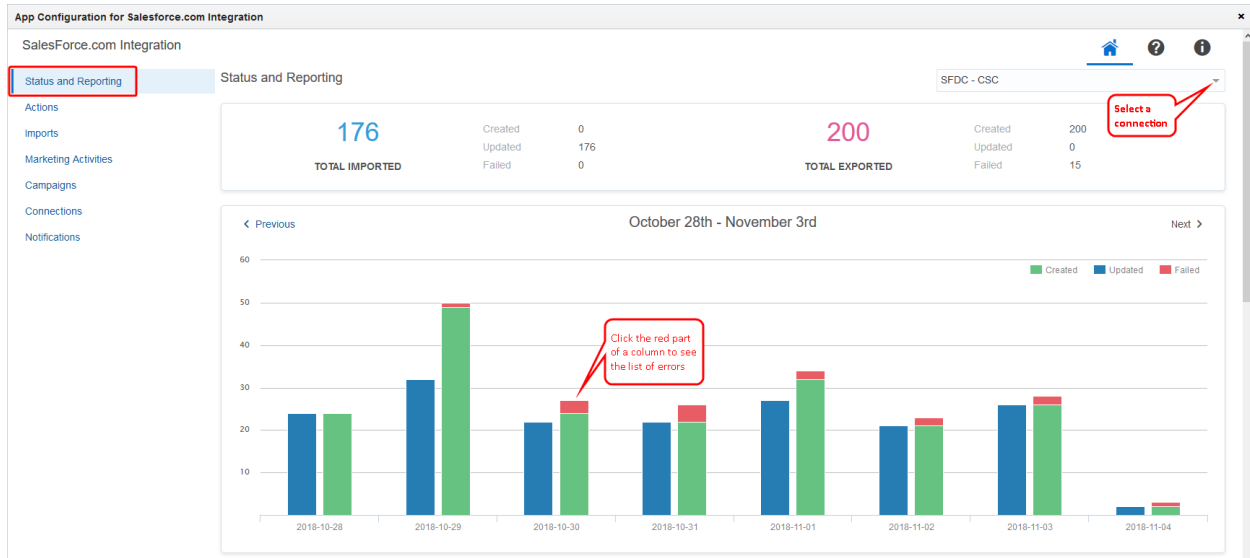 App Configuration for Salesforce.com Integration
×
SalesForce.com Integration
Status and Reporting
Actions
Imports
Marketing Activities
Campaigns
Connections
Notifications
Status and Reporting
SFDC - CSC
Select a
connection
176
TOTAL IMPORTED
Created 0
Updated 176
Failed 0
200
TOTAL EXPORTED
Created 200
Updated 0
Failed 15
Previous
October 28th - November 3rd
Next
Created Updated Failed
60
50
40
30
20
10
Click the red part
of a column to see
the list of errors
2018-10-28 2018-10-29 2018-10-30 2018-10-31 2018-11-01 2018-11-02 2018-11-03 2018-11-04